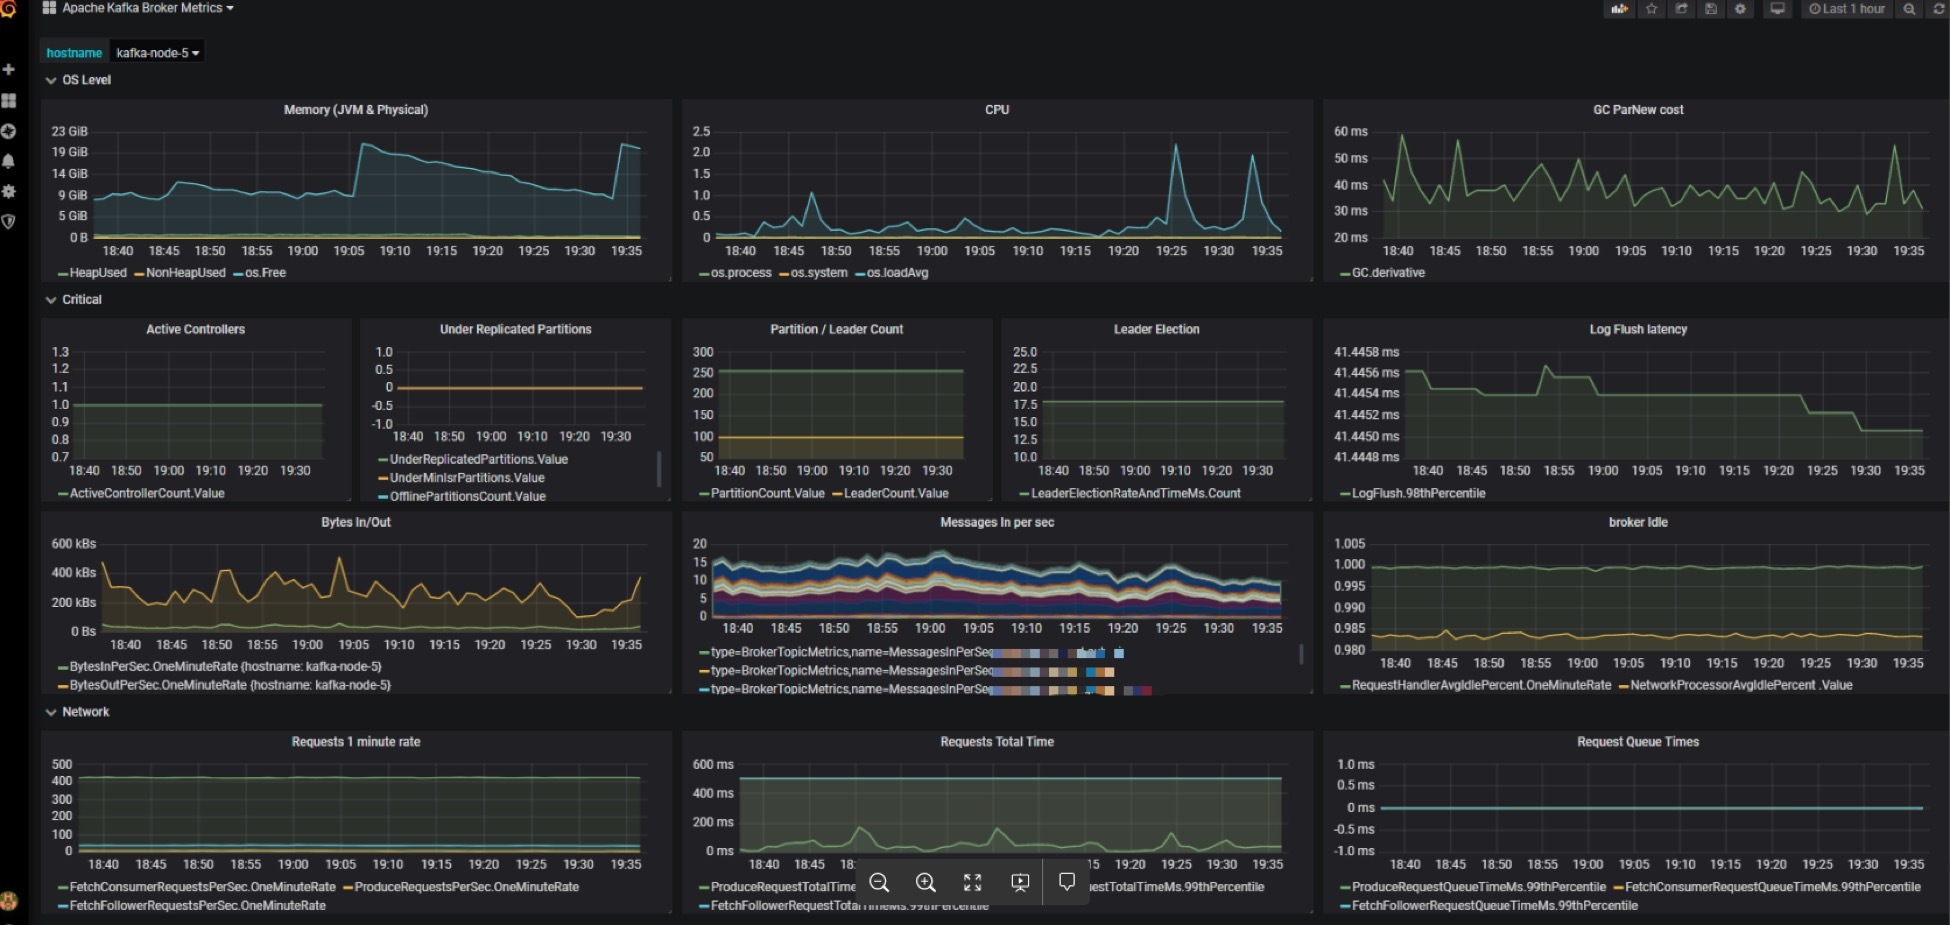 Apache Kafka Broker Metrics
Last 1 hour
hostname kafka-node-5
OS Level
Memory (JVM & Physical)
23 GiB
19 GiB
14 GiB
9 GiB
5 GiB
0 B
18:40 18:45 18:50 18:55 19:00 19:05 19:10 19:15 19:20 19:25 19:30 19:35
HeapUsed NonHeapUsed os.Free
CPU
2.5
2.0
1.5
1.0
0.5
0
18:40 18:45 18:50 18:55 19:00 19:05 19:10 19:15 19:20 19:25 19:30 19:35
os.process os.system os.loadAvg
GC ParNew cost
60 ms
50 ms
40 ms
30 ms
20 ms
18:40 18:45 18:50 18:55 19:00 19:05 19:10 19:15 19:20 19:25 19:30 19:35
GC.derivative
Critical
Active Controllers
1.3
1.2
1.1
1.0
0.9
0.8
0.7
18:40 18:50 19:00 19:10 19:20 19:30
ActiveControllerCount.Value
Under Replicated Partitions
1.0
0.5
0
-0.5
-1.0
18:40 18:50 19:00 19:10 19:20 19:30
UnderReplicatedPartitions.Value
UnderMinIsrPartitions.Value
OfflinePartitionsCount.Value
Partition / Leader Count
300
250
200
150
100
50
18:40 18:50 19:00 19:10 19:20 19:30
PartitionCount.Value LeaderCount.Value
Leader Election
25.0
22.5
20.0
17.5
15.0
12.5
10.0
18:40 18:50 19:00 19:10 19:20 19:30
LeaderElectionRateAndTimeMs.Count
Log Flush latency
41.4458 ms
41.4456 ms
41.4454 ms
41.4452 ms
41.4450 ms
41.4448 ms
18:40 18:45 18:50 18:55 19:00 19:05 19:10 19:15 19:20 19:25 19:30 19:35
LogFlush.98thPercentile
Bytes In/Out
600 kBs
400 kBs
200 kBs
0 Bs
18:40 18:45 18:50 18:55 19:00 19:05 19:10 19:15 19:20 19:25 19:30 19:35
BytesInPerSec.OneMinuteRate {hostname: kafka-node-5}
BytesOutPerSec.OneMinuteRate {hostname: kafka-node-5}
Messages In per sec
20
15
10
5
0
18:40 18:45 18:50 18:55 19:00 19:05 19:10 19:15 19:20 19:25 19:30 19:35
type=BrokerTopicMetrics,name=MessagesInPerSec
type=BrokerTopicMetrics,name=MessagesInPerSec
type=BrokerTopicMetrics,name=MessagesInPerSec
broker Idle
1.005
1.000
0.995
0.990
0.985
0.980
18:40 18:45 18:50 18:55 19:00 19:05 19:10 19:15 19:20 19:25 19:30 19:35
RequestHandlerAvgIdlePercent.OneMinuteRate NetworkProcessorAvgIdlePercent .Value
Network
Requests 1 minute rate
500
400
300
200
100
0
18:40 18:45 18:50 18:55 19:00 19:05 19:10 19:15 19:20 19:25 19:30 19:35
FetchConsumerRequestsPerSec.OneMinuteRate ProduceRequestsPerSec.OneMinuteRate
FetchFollowerRequestsPerSec.OneMinuteRate
Requests Total Time
600 ms
400 ms
200 ms
0 ms
18:40 18:45 18: 15 19:20 19:25 19:30 19:35
ProduceRequestTotalTime estTotalTimeMs.99thPercentile
FetchFollowerRequestTotalTimeMs.99thPercentile
Request Queue Times
1.0 ms
0.5 ms
0 ms
-0.5 ms
-1.0 ms
18:40 18:45 18:50 18:55 19:00 19:05 19:10 19:15 19:20 19:25 19:30 19:35
ProduceRequestQueueTimeMs.99thPercentile FetchConsumerRequestQueueTimeMs.99thPercentile
FetchFollowerRequestQueueTimeMs.99thPercentile